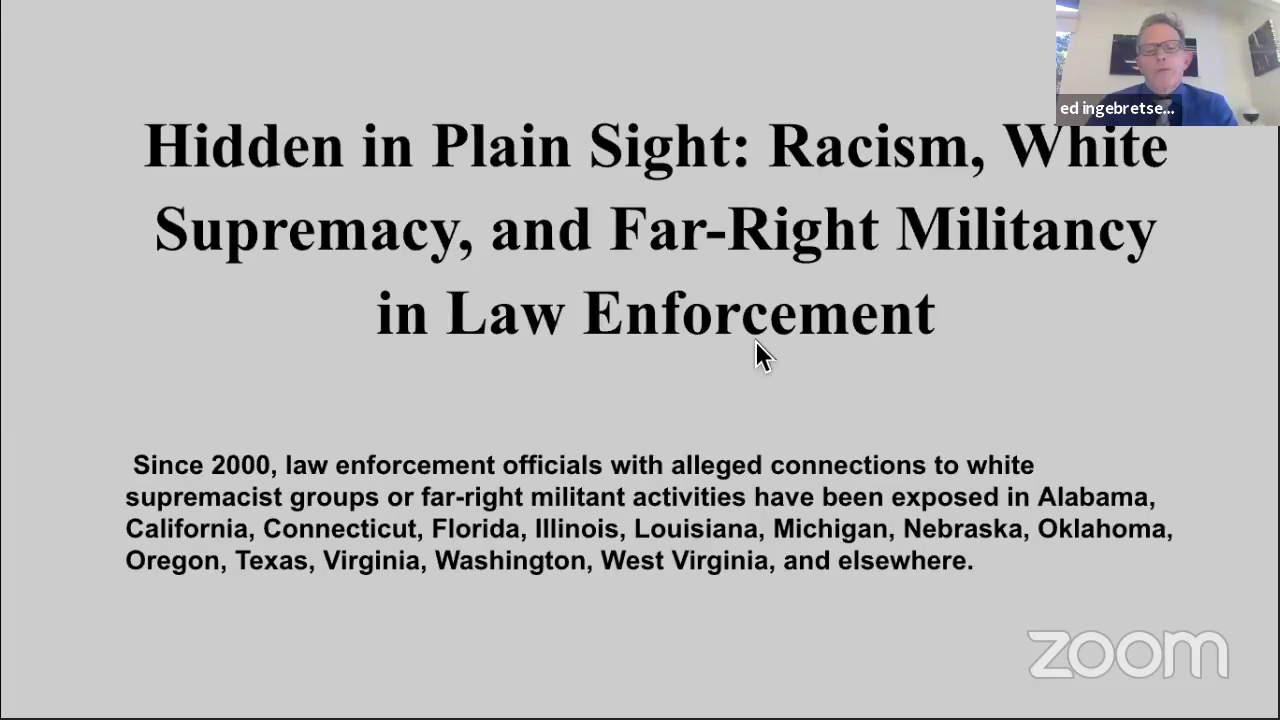 ed ingebretse...
Hidden in Plain Sight: Racism, White
Supremacy, and Far-Right Militancy
in Law Enforcement
Since 2000, law enforcement officials with alleged connections to white
supremacist groups or far-right militant activities have been exposed in Alabama,
California, Connecticut, Florida, Illinois, Louisiana, Michigan, Nebraska, Oklahoma,
Oregon, Texas, Virginia, Washington, West Virginia, and elsewhere.
zoom